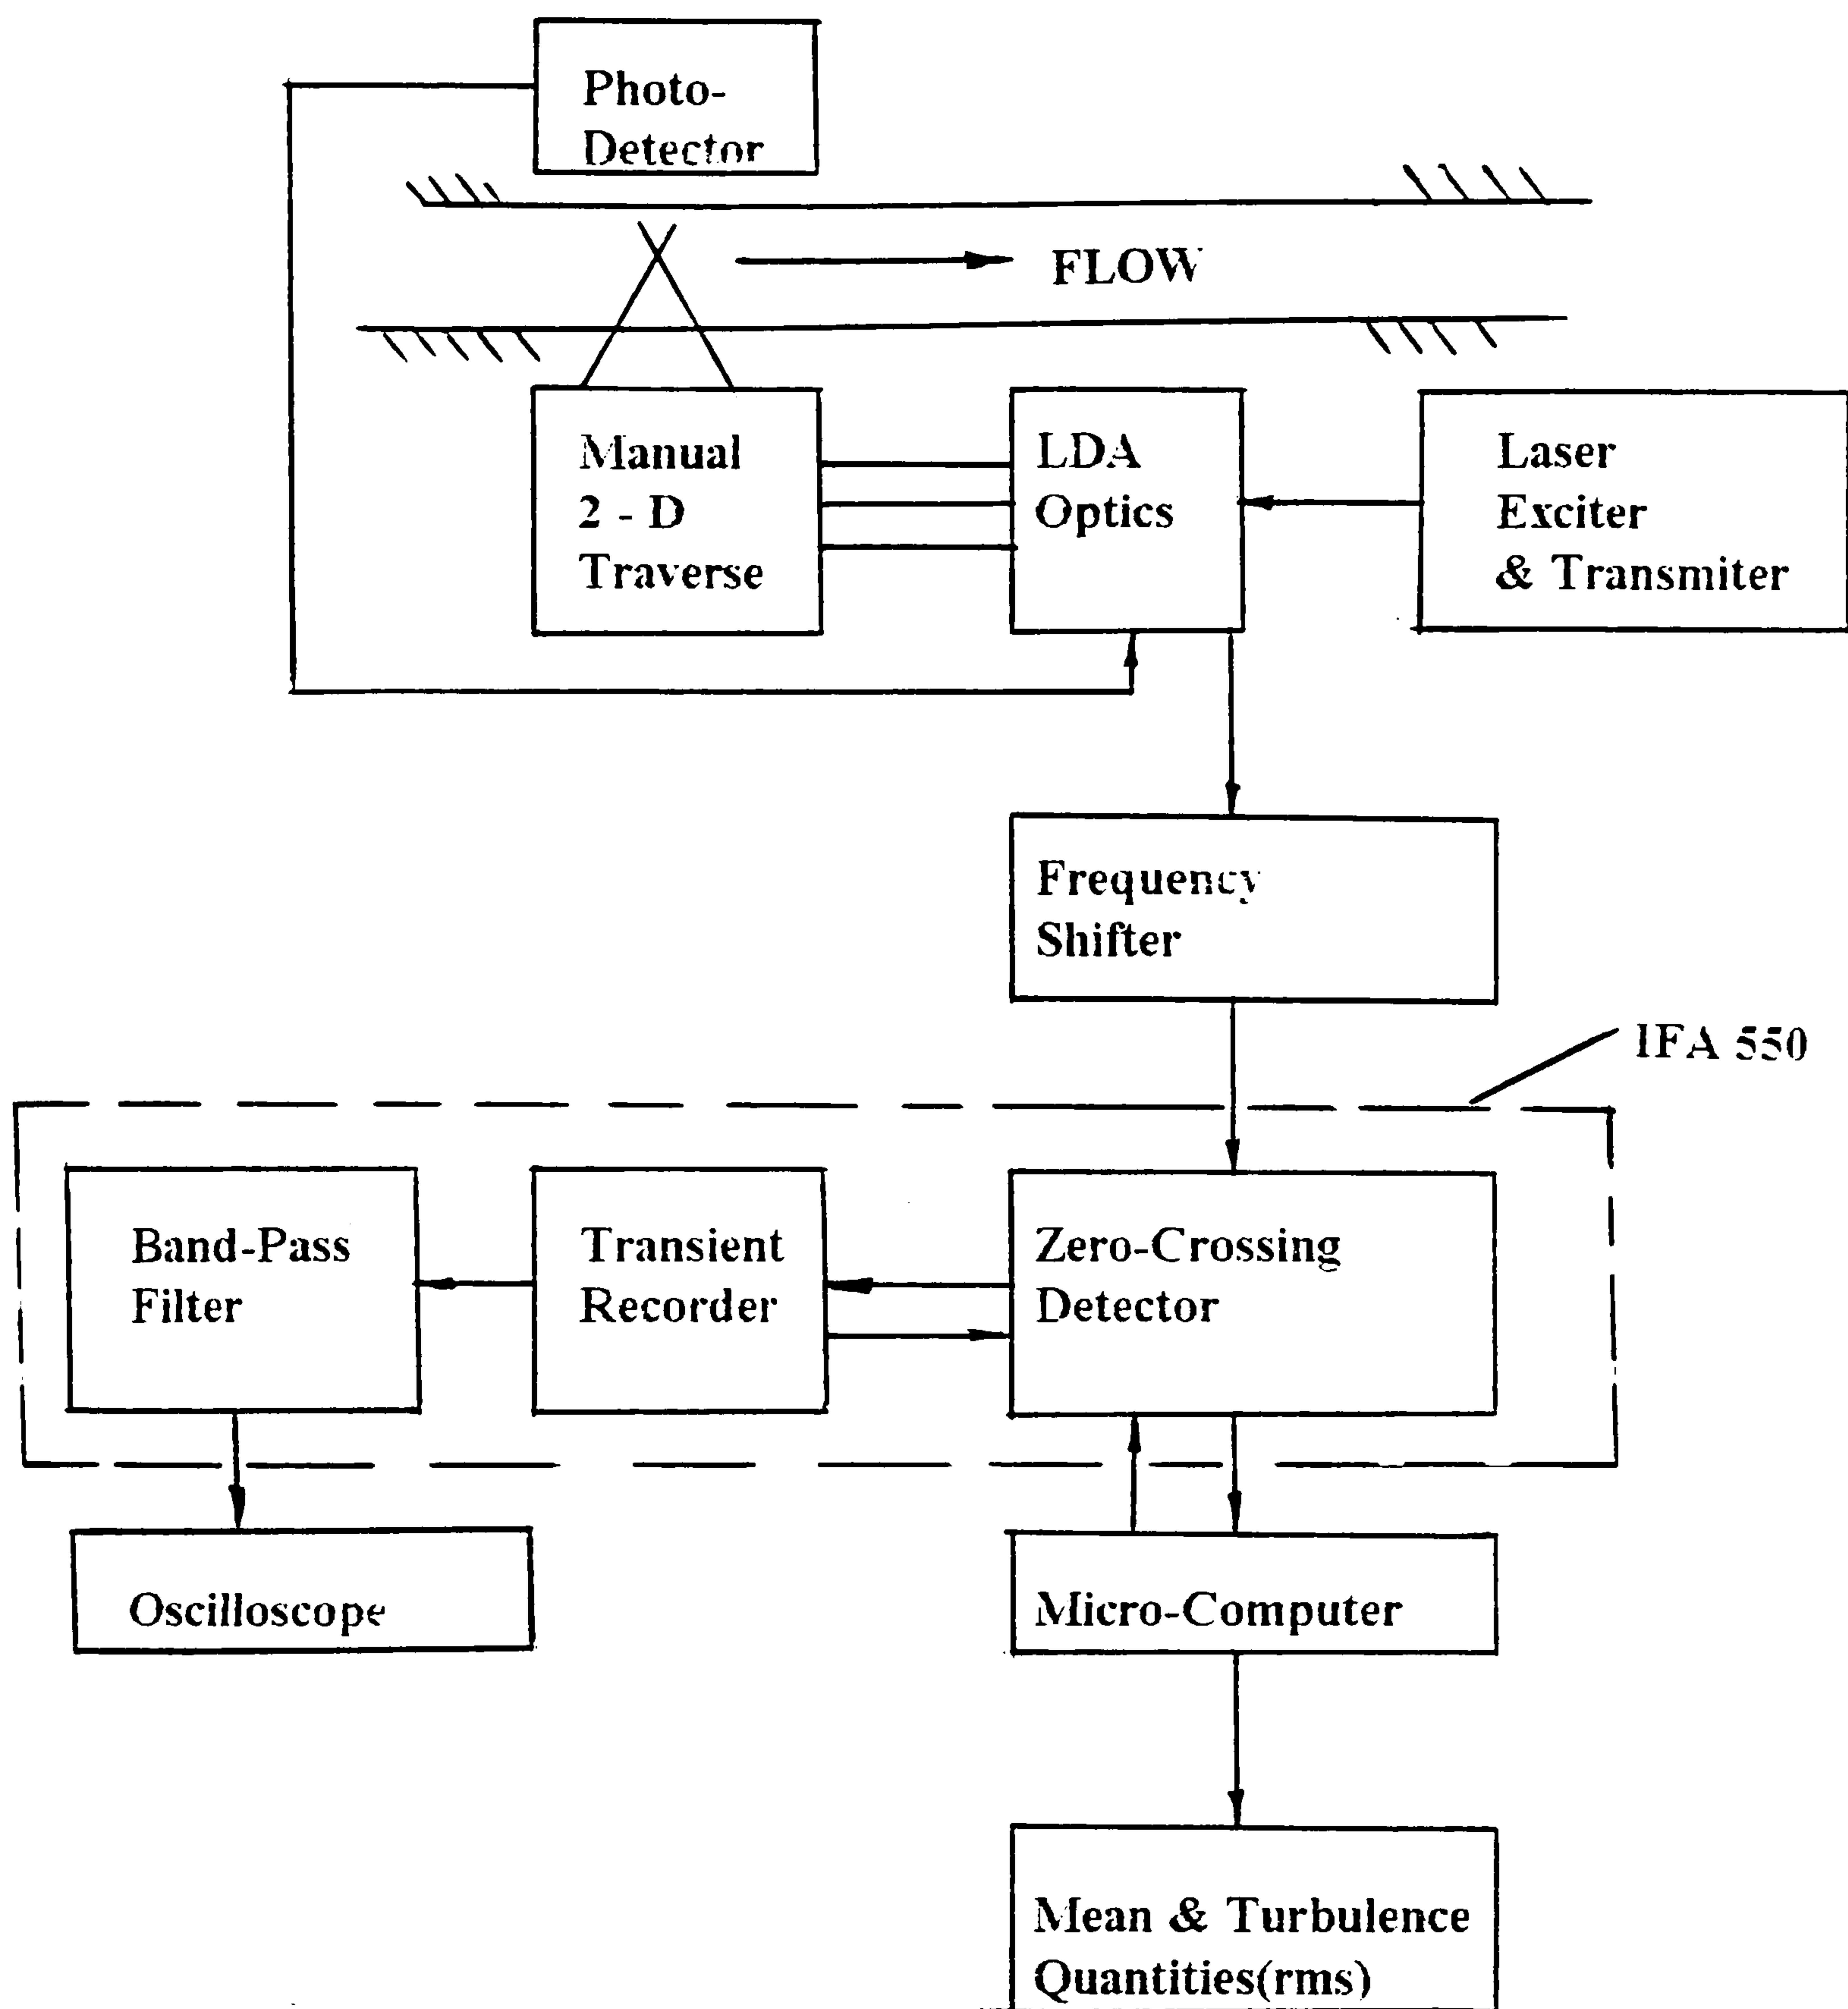 Photo-
Detector
FLOW
Manual
2 - D
Traverse
LDA
Optics
Laser
Exciter
& Transmiter
Frequency
Shifter
IFA 550
Band-Pass
Filter
Transient
Recorder
Zero-Crossing
Detector
Oscilloscope
Micro-Computer
Mean & Turbulence
Quantities(rms)